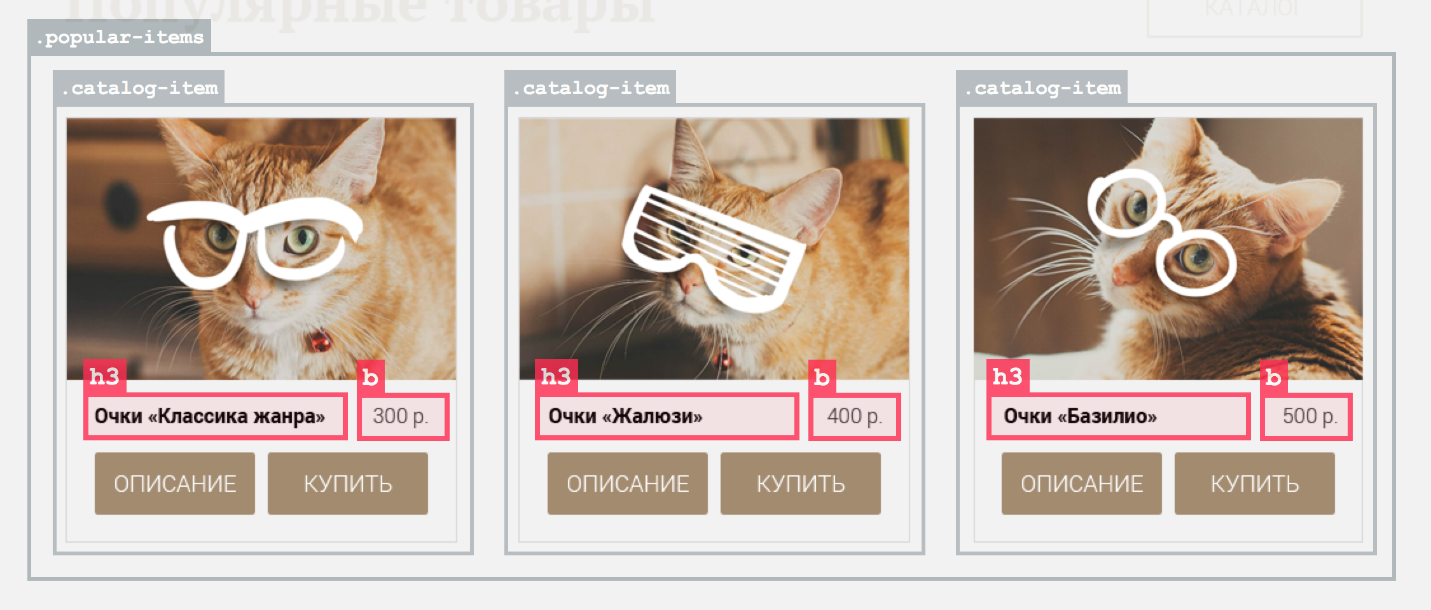 Популярные товары
КАТАЛОГ
.popular-items
.catalog-item .catalog-item .catalog-item
h3 b h3 b h3 b
Очки «Классика жанра» 300 р. Очки «Жалюзи» 400 р. Очки «Базилио» 500 р.
ОПИСАНИЕ КУПИТЬ ОПИСАНИЕ КУПИТЬ ОПИСАНИЕ КУПИТЬ